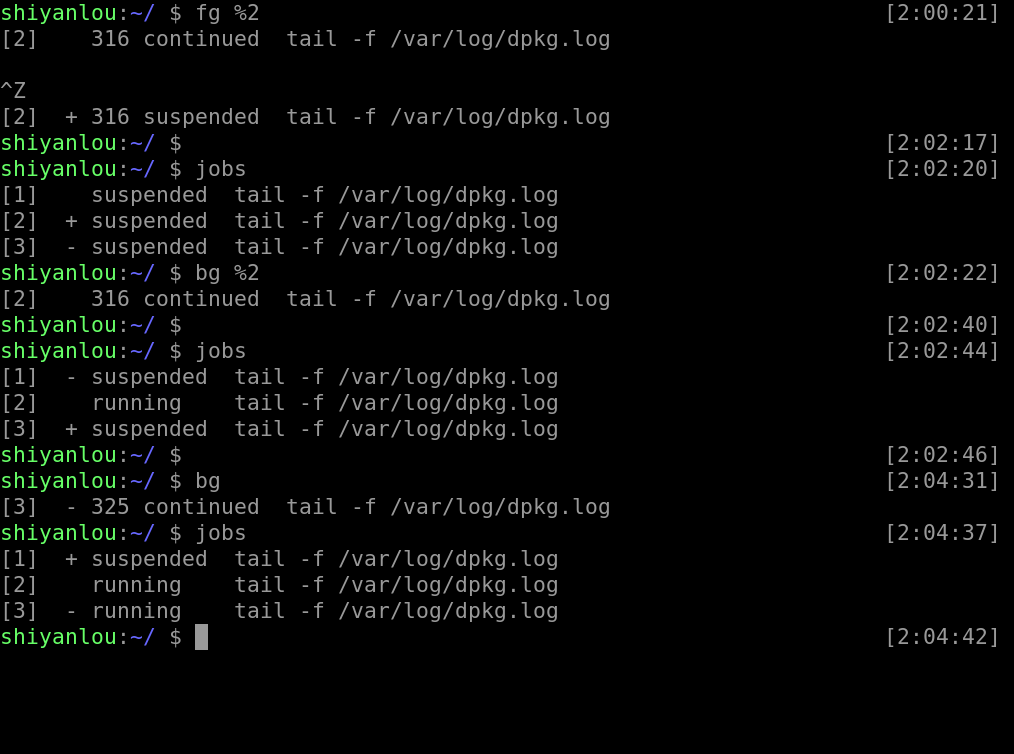 shiyanlou:~/ $ fg %2 [2:00:21]
[2]    316 continued  tail -f /var/log/dpkg.log
^Z
[2]  + 316 suspended  tail -f /var/log/dpkg.log
shiyanlou:~/ $ [2:02:17]
shiyanlou:~/ $ jobs [2:02:20]
[1]    suspended  tail -f /var/log/dpkg.log
[2]  + suspended  tail -f /var/log/dpkg.log
[3]  - suspended  tail -f /var/log/dpkg.log
shiyanlou:~/ $ bg %2 [2:02:22]
[2]    316 continued  tail -f /var/log/dpkg.log
shiyanlou:~/ $ [2:02:40]
shiyanlou:~/ $ jobs [2:02:44]
[1]  - suspended  tail -f /var/log/dpkg.log
[2]    running    tail -f /var/log/dpkg.log
[3]  + suspended  tail -f /var/log/dpkg.log
shiyanlou:~/ $ [2:02:46]
shiyanlou:~/ $ bg [2:04:31]
[3]  - 325 continued  tail -f /var/log/dpkg.log
shiyanlou:~/ $ jobs [2:04:37]
[1]  + suspended  tail -f /var/log/dpkg.log
[2]    running    tail -f /var/log/dpkg.log
[3]  - running    tail -f /var/log/dpkg.log
shiyanlou:~/ $ [2:04:42]